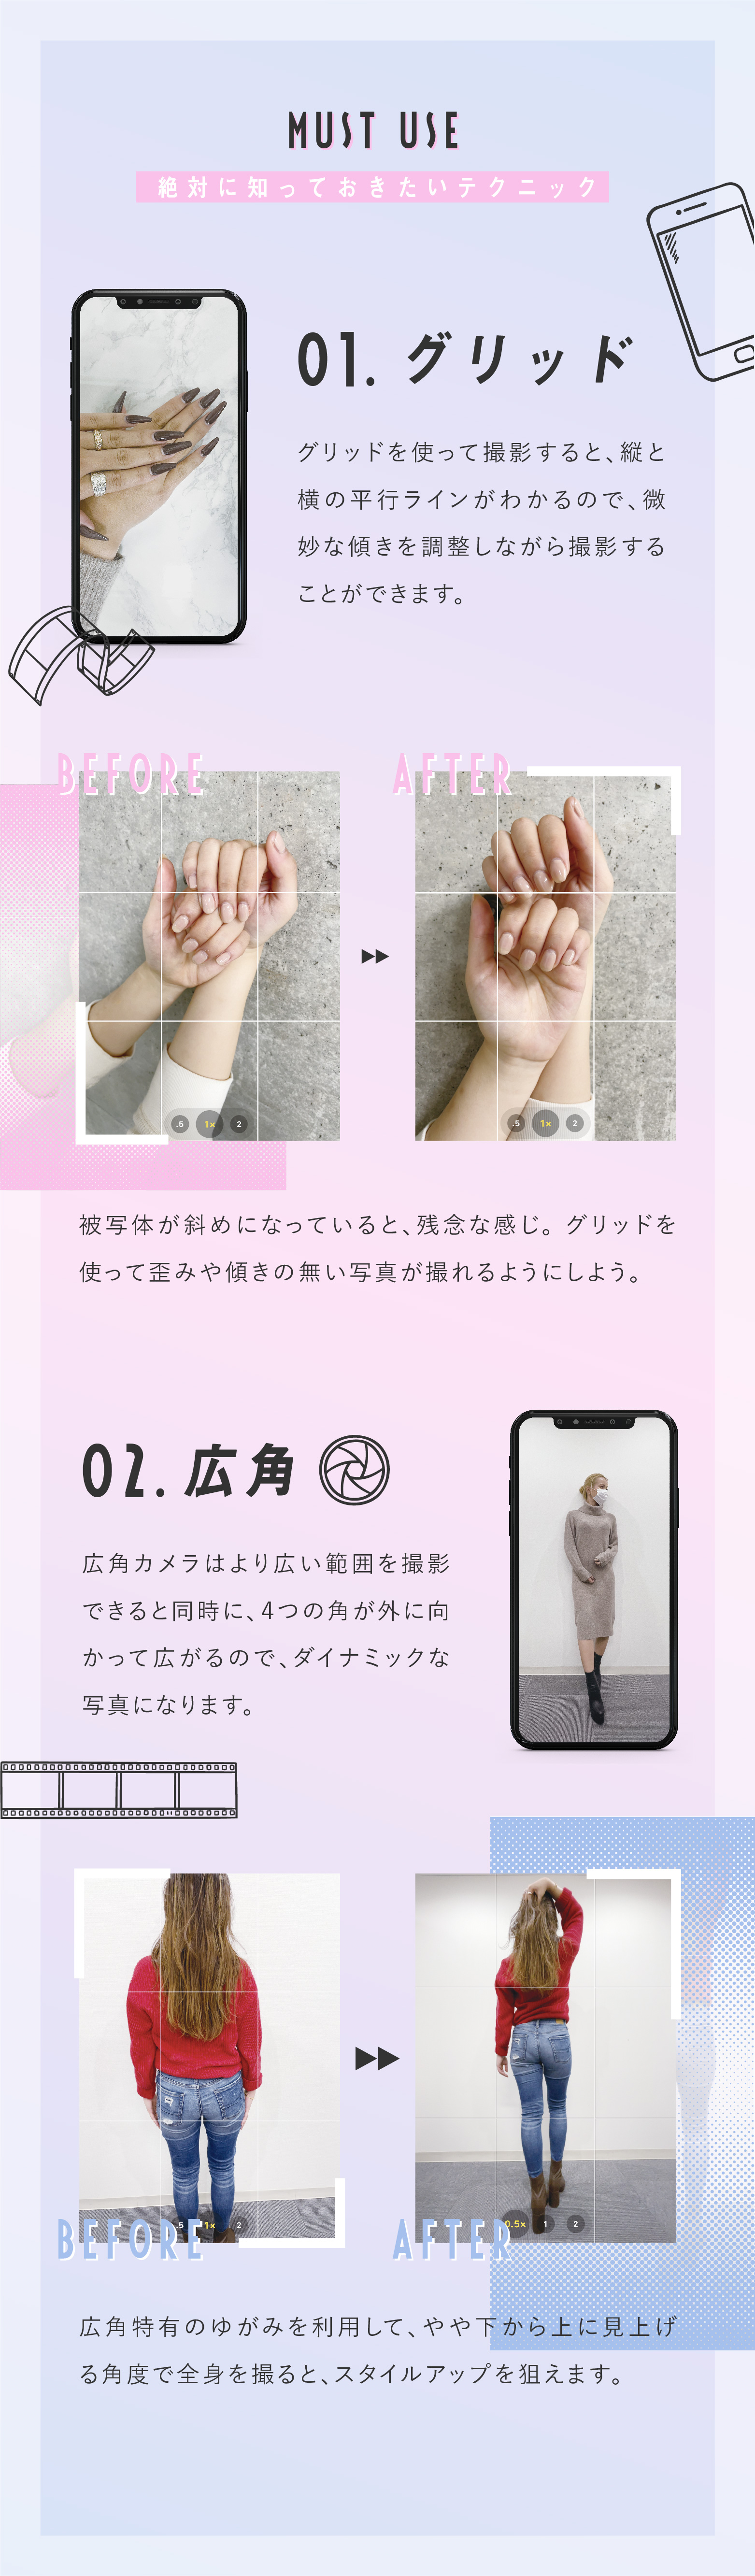 MUST USE
絶対に知っておきたいテクニック
01. グリッド
グリッドを使って撮影すると、縦と
横の平行ラインがわかるので、微
妙な傾きを調整しながら撮影する
ことができます。
BEFORE
AFTER
.5 1× 2
.5 1× 2
被写体が斜めになっていると、残念な感じ。グリッドを
使って歪みや傾きの無い写真が撮れるようにしよう。
02. 広角
広角カメラはより広い範囲を撮影
できると同時に、4つの角が外に向
かって広がるので、ダイナミックな
写真になります。
.5 1× 2
0.5× 1 2
BEFORE
AFTER
広角特有のゆがみを利用して、やや下から上に見上げ
る角度で全身を撮ると、スタイルアップを狙えます。